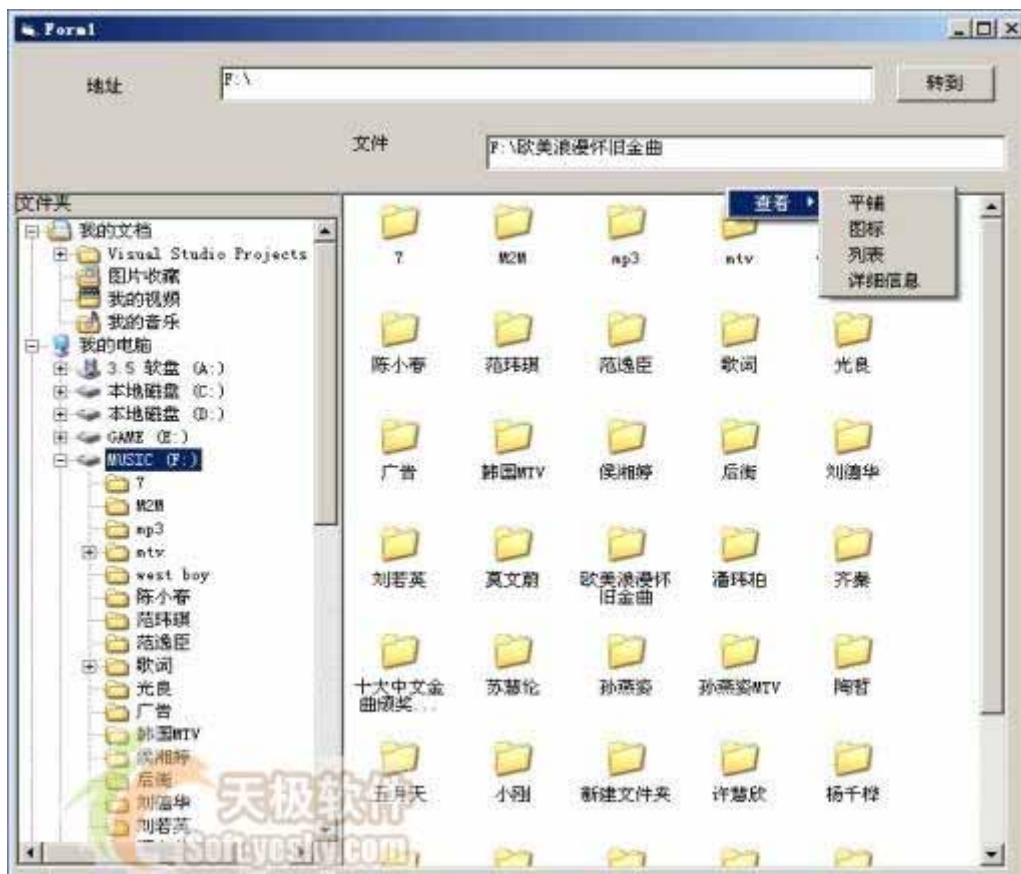 Form1
地址
F:\
转到
文件
F:\欧美浪漫怀旧金曲
文件夹
我的文档
Visual Studio Projects
图片收藏
我的视频
我的音乐
我的电脑
3.5 软盘 (A:)
本地磁盘 (C:)
本地磁盘 (D:)
GAME (E:)
MUSIC (F:)
7
M2M
mp3
mtv
west boy
陈小春
范玮琪
范逸臣
歌词
光良
广告
韩国MTV
侯湘婷
后街
刘德华
刘若英
查看
平铺
图标
列表
详细信息
7
M2M
mp3
mtv
陈小春
范玮琪
范逸臣
歌词
光良
广告
韩国MTV
侯湘婷
后街
刘德华
刘若英
莫文蔚
欧美浪漫怀
旧金曲
潘玮柏
齐秦
十大中文金
曲颁奖...
苏慧伦
孙燕姿
孙燕姿MTV
陶哲
五月天
小刚
新建文件夹
许慧欣
杨千桦
天极软件